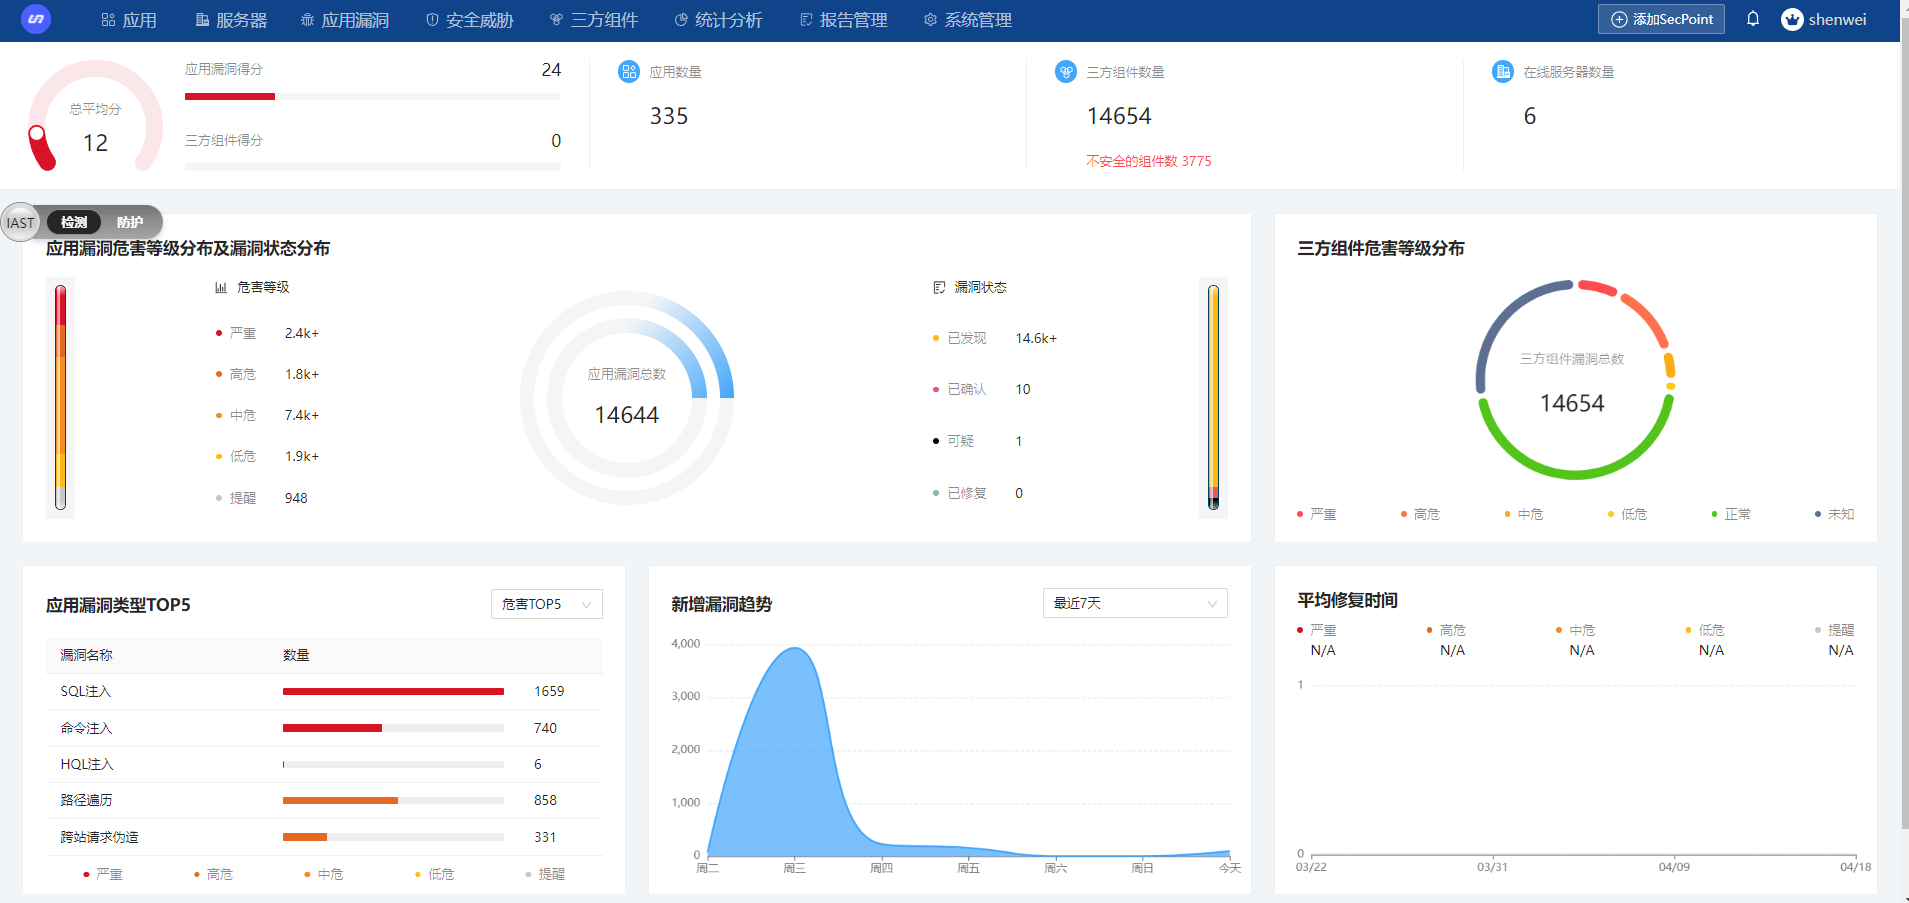 应用 服务器 应用漏洞 安全威胁 三方组件 统计分析 报告管理 系统管理 添加SecPoint shenwei
总平均分
12
应用漏洞得分 24
三方组件得分 0
应用数量
335
三方组件数量
14654
不安全的组件数 3775
在线服务器数量
6
IAST 检测 防护
应用漏洞危害等级分布及漏洞状态分布
危害等级
严重 2.4k+
高危 1.8k+
中危 7.4k+
低危 1.9k+
提醒 948
应用漏洞总数
14644
漏洞状态
已发现 14.6k+
已确认 10
可疑 1
已修复 0
三方组件危害等级分布
三方组件漏洞总数
14654
严重 高危 中危 低危 正常 未知
应用漏洞类型TOP5 危害TOP5
漏洞名称 数量
SQL注入 1659
命令注入 740
HQL注入 6
路径遍历 858
跨站请求伪造 331
严重 高危 中危 低危 提醒
新增漏洞趋势 最近7天
4,000
3,000
2,000
1,000
0
周二 周三 周四 周五 周六 周日 今天
平均修复时间
严重 高危 中危 低危 提醒
N/A N/A N/A N/A N/A
1
0
03/22 03/31 04/09 04/18